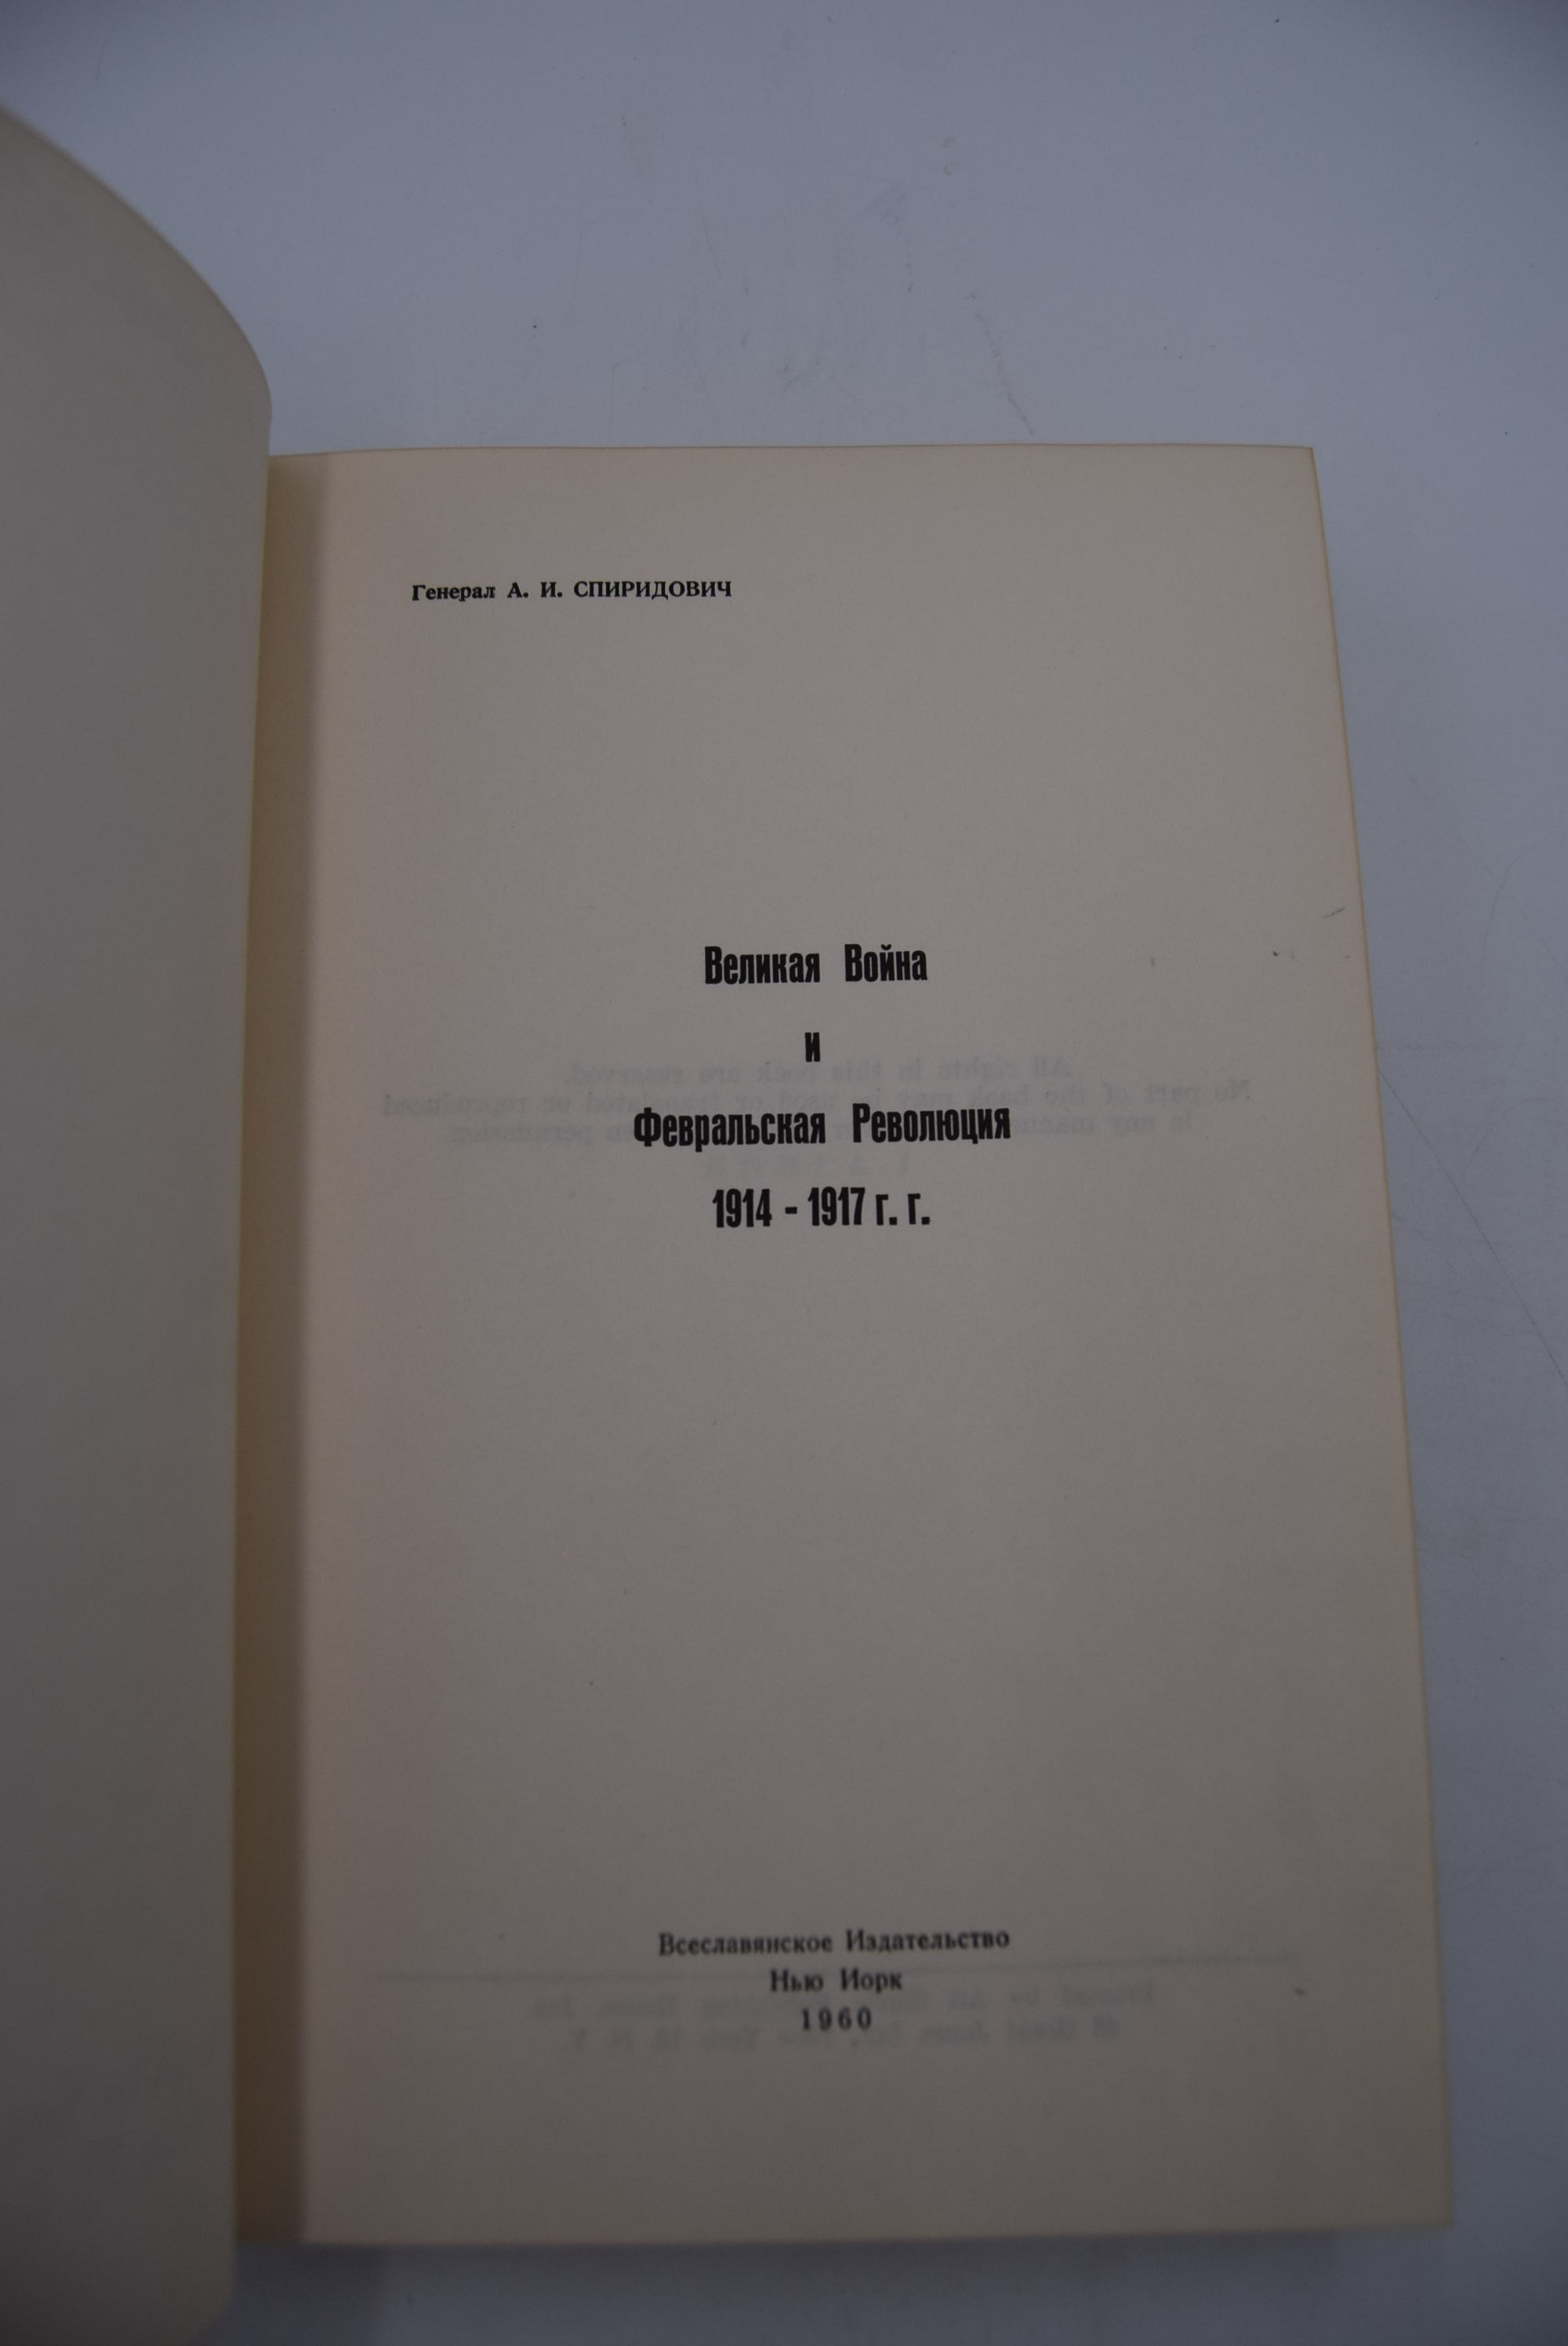 Генерал А. И. СПИРИДОВИЧ
Великая Война
и
Февральская Революция
1914 - 1917 г. г.
Всеславянское Издательство
Нью Иорк
1960